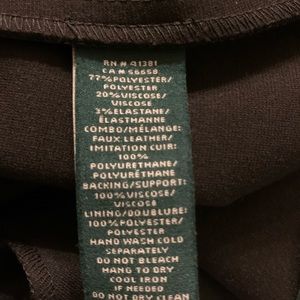 RN # 41381
CA # 56658
77% POLYESTER/
POLYESTER
20% VISCOSE/
VISCOSE
3% ELASTANE/
ÉLASTHANNE
COMBO/MÉLANGE:
FAUX LEATHER/
IMITATION CUIR:
100%
POLYURETHANE/
POLYURÉTHANE
BACKING/SUPPORT:
100% VISCOSE/
VISCOSE
LINING/DOUBLURE:
100% POLYESTER/
POLYESTER
HAND WASH COLD
SEPARATELY
DO NOT BLEACH
HANG TO DRY
COOL IRON
IF NEEDED
DO NOT DRY CLEAN